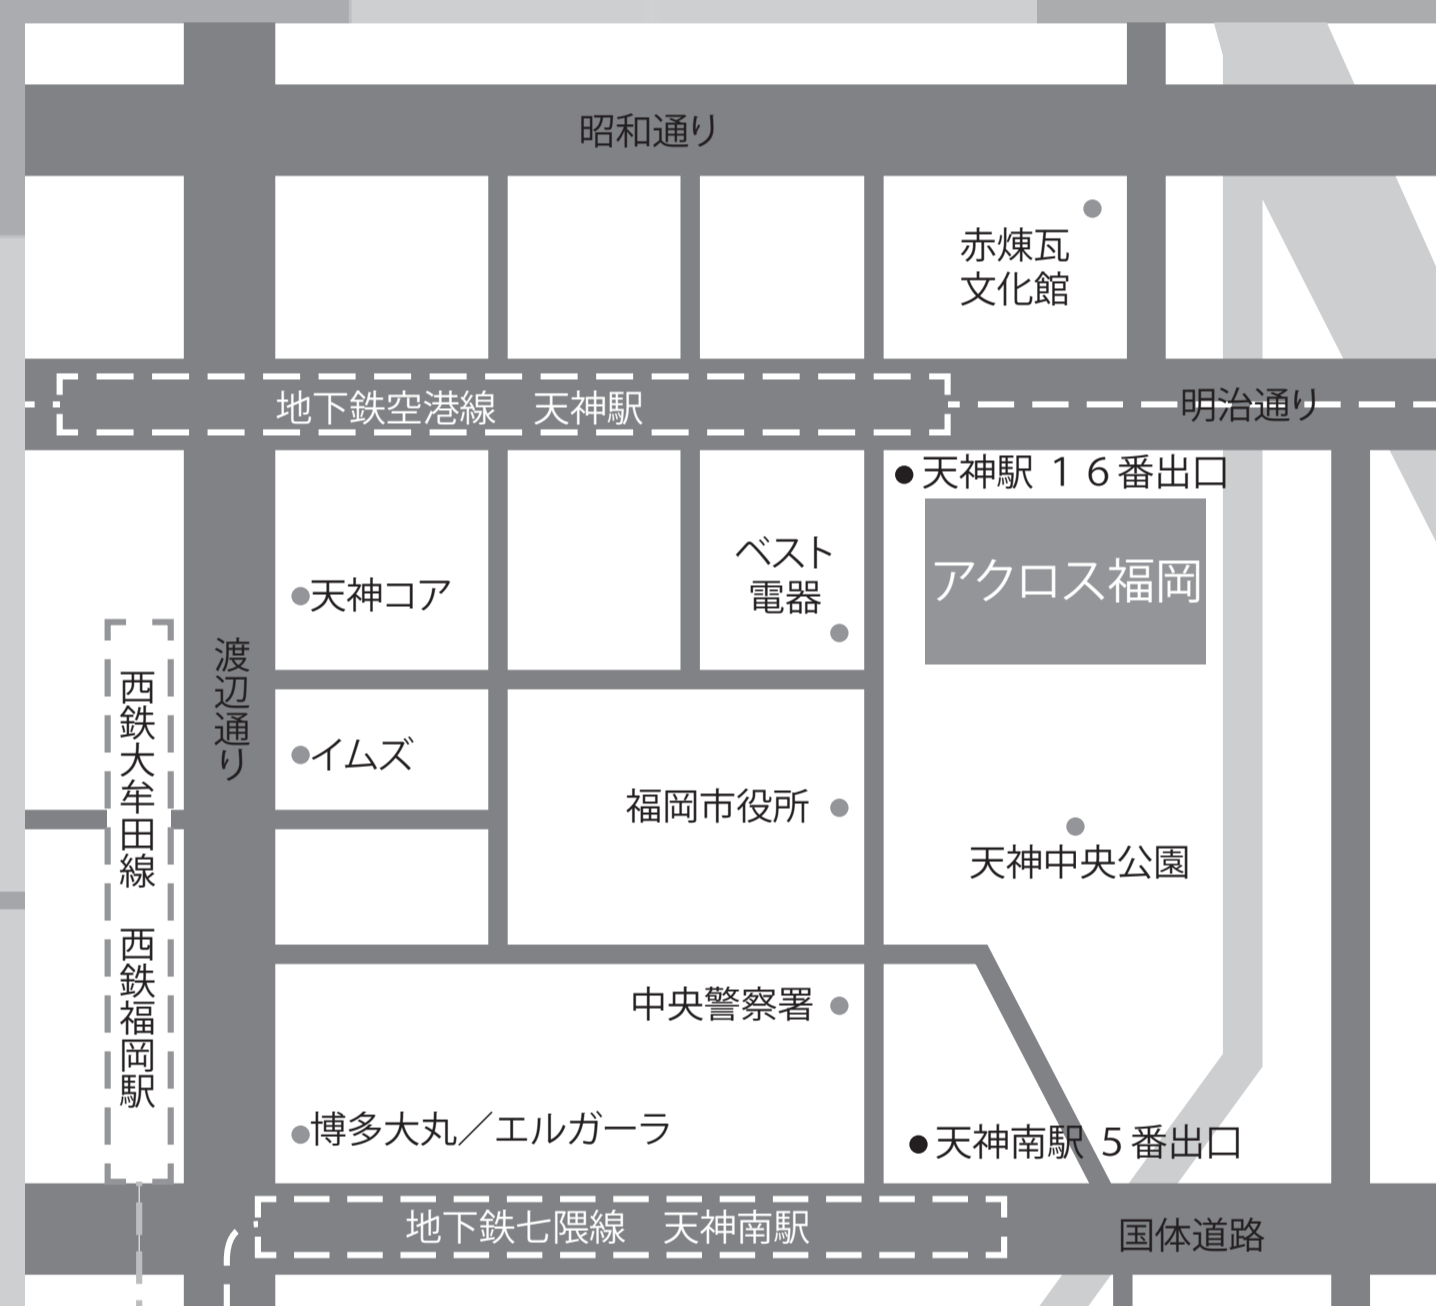 昭和通り
赤煉瓦
文化館
地下鉄空港線　天神駅
明治通り
天神駅 １６番出口
アクロス福岡
ベスト
電器
天神コア
渡辺通り
西鉄大牟田線　西鉄福岡駅
イムズ
福岡市役所
天神中央公園
中央警察署
博多大丸／エルガーラ
天神南駅 ５番出口
地下鉄七隈線　天神南駅
国体道路